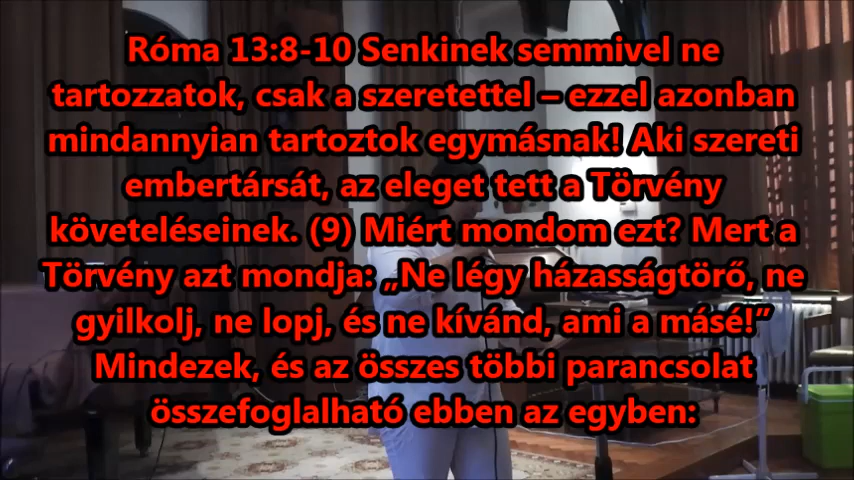 Róma 13:8-10 Senkinek semmivel ne
tartozzatok, csak a szeretettel – ezzel azonban
mindannyian tartoztok egymásnak! Aki szereti
embertársát, az eleget tett a Törvény
követeléseinek. (9) Miért mondom ezt? Mert a
Törvény azt mondja: „Ne légy házasságtörő, ne
gyilkolj, ne lopj, és ne kívánd, ami a másé!”
Mindezek, és az összes többi parancsolat
összefoglalható ebben az egyben: